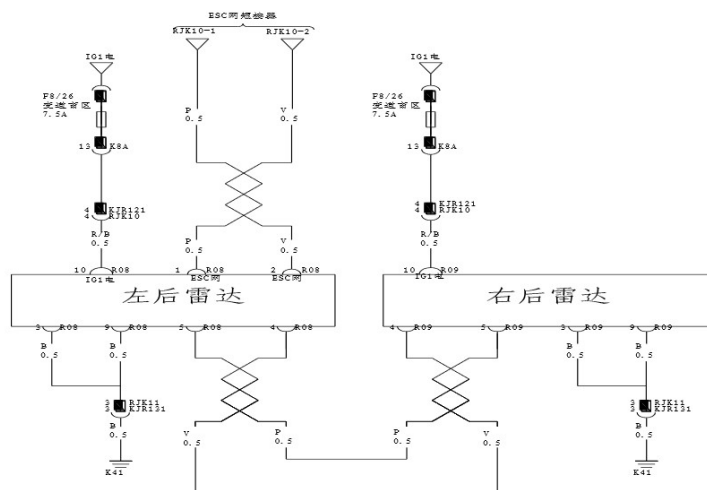 ESC网短接器
RJK10-1
RJK10-2
IG1电
IG1电
F8/26
变道盲区
7.5A
F8/26
变道盲区
7.5A
P
0.5
V
0.5
13 K8A
13 K8A
4 KJR121
4 RJK10
4 KJR121
4 RJK10
R/B
0.5
P
0.5
V
0.5
R/B
0.5
10 R08
1 R08
2 R08
10 R09
IG1电
ESC网
ESC网
IG1电
左后雷达
右后雷达
3 R08
9 R08
5 R08
4 R08
4 R09
5 R09
3 R09
9 R09
B
0.5
B
0.5
B
0.5
B
0.5
3 RJK11
3 KJR131
3 RJK11
3 KJR131
B
0.5
V
0.5
P
0.5
P
0.5
V
0.5
B
0.5
K41
K41